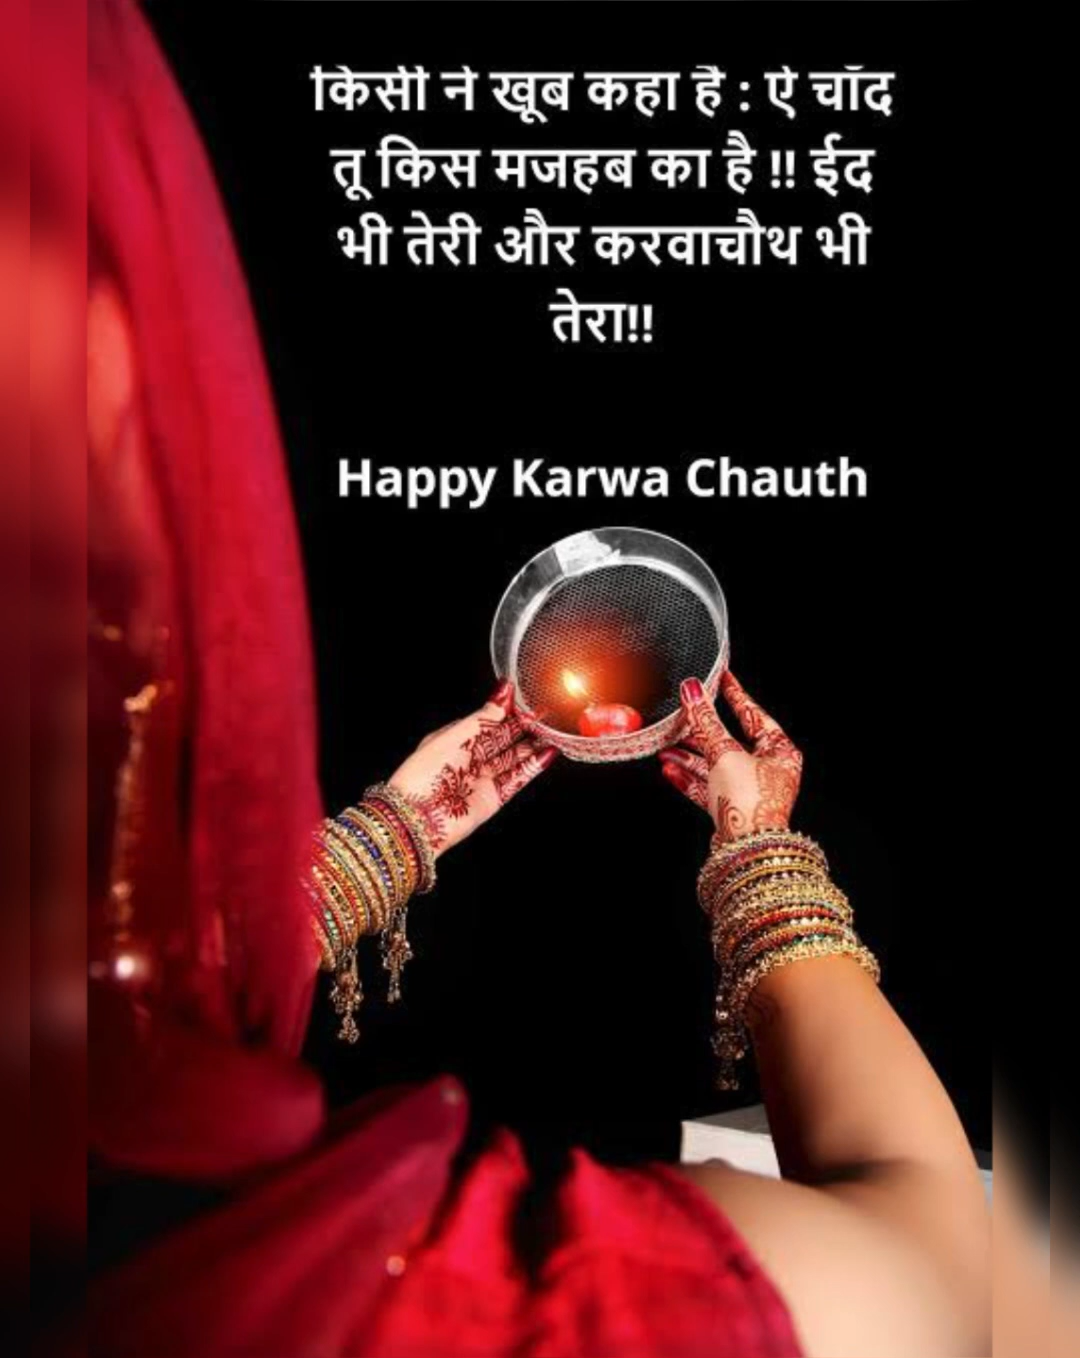 किसी ने खूब कहा है : ऐ चाँद
तू किस मजहब का है !! ईद
भी तेरी और करवाचौथ भी
तेरा!!
Happy Karwa Chauth